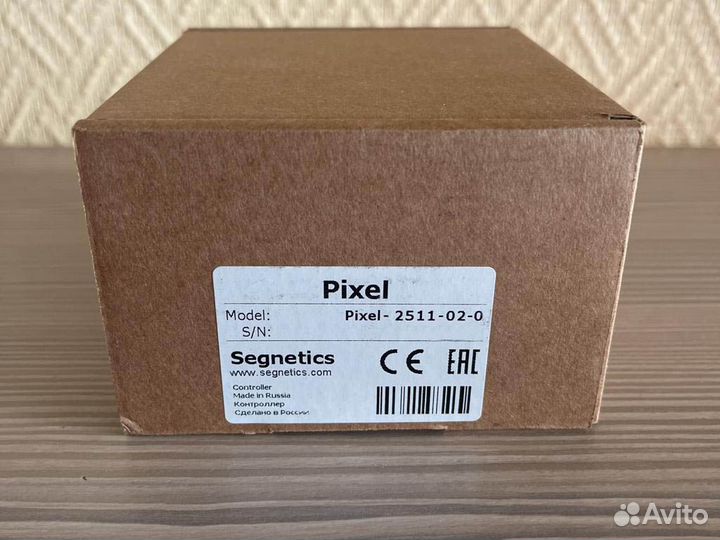 Pixel
Model: Pixel- 2511-02-0
S/N:
Segnetics
www.segnetics.com
CE EAC
Controller
Made in Russia
Контроллер
Сделано в России
Avito